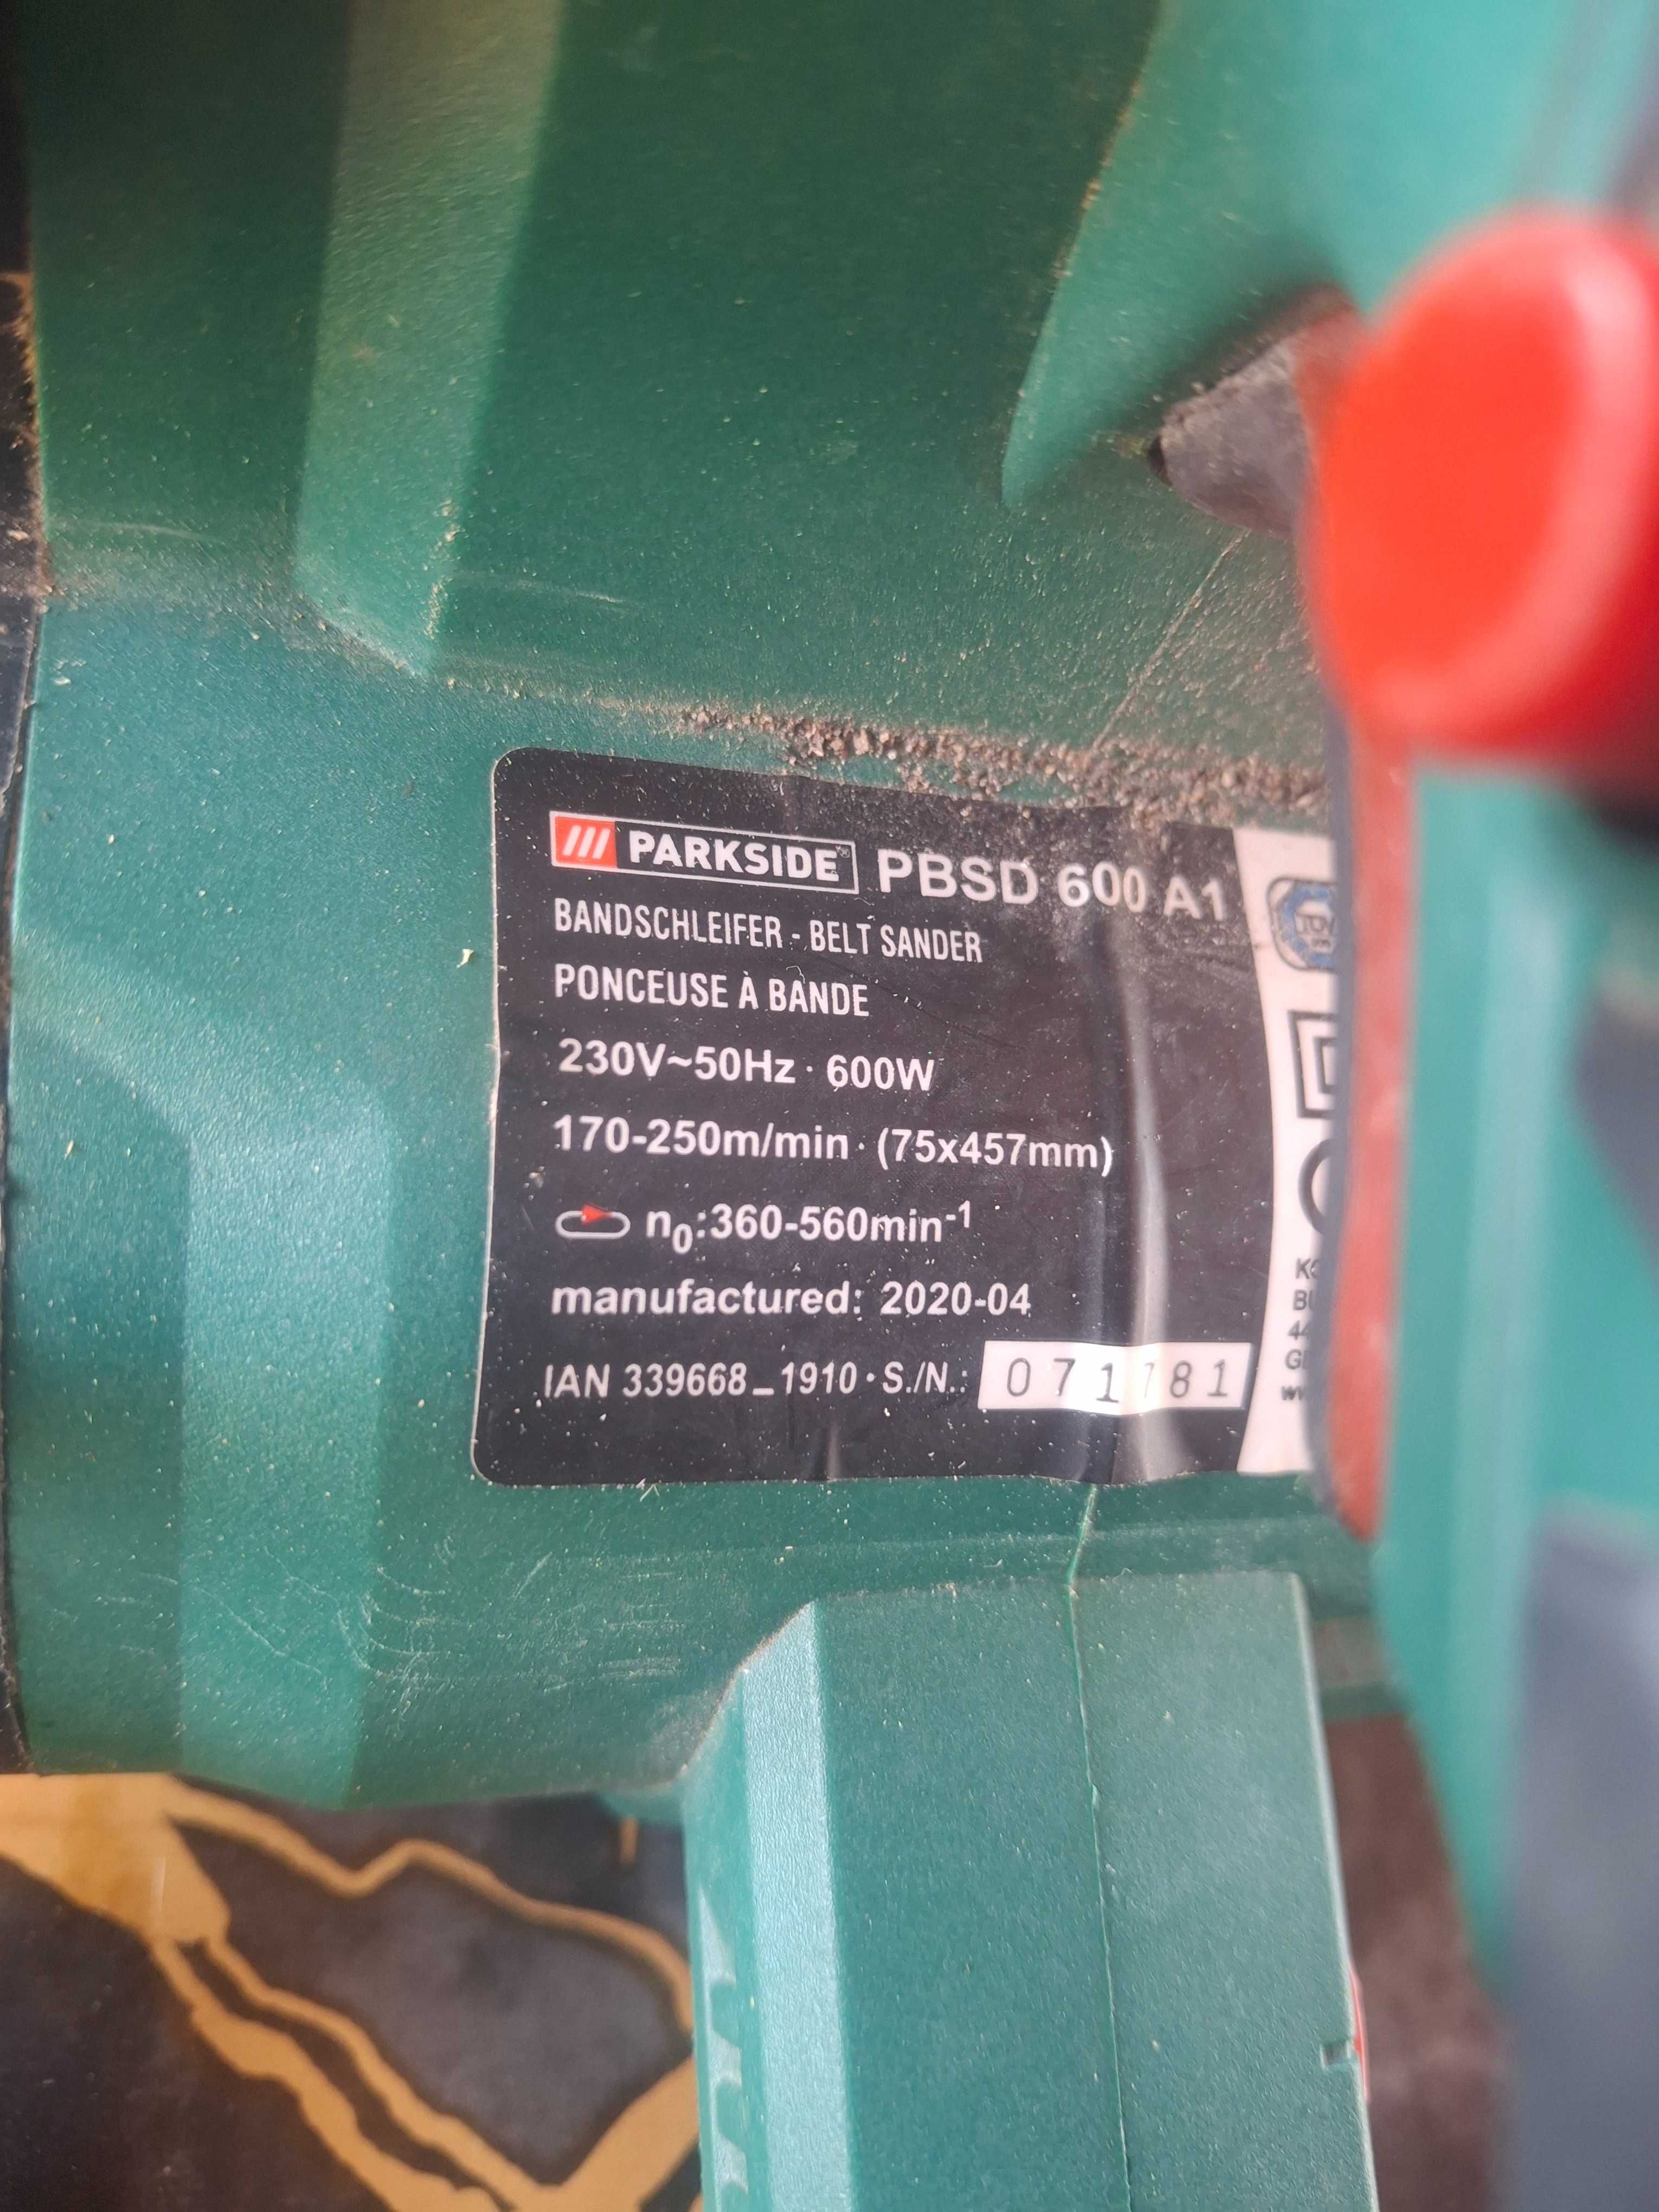 PARKSIDE PBSD 600 A1
BANDSCHLEIFER - BELT SANDER
PONCEUSE À BANDE
230V~50Hz · 600W
170-250m/min · (75x457mm)
n0:360-560min-1
manufactured: 2020-04
IAN 339668_1910 · S./N.: